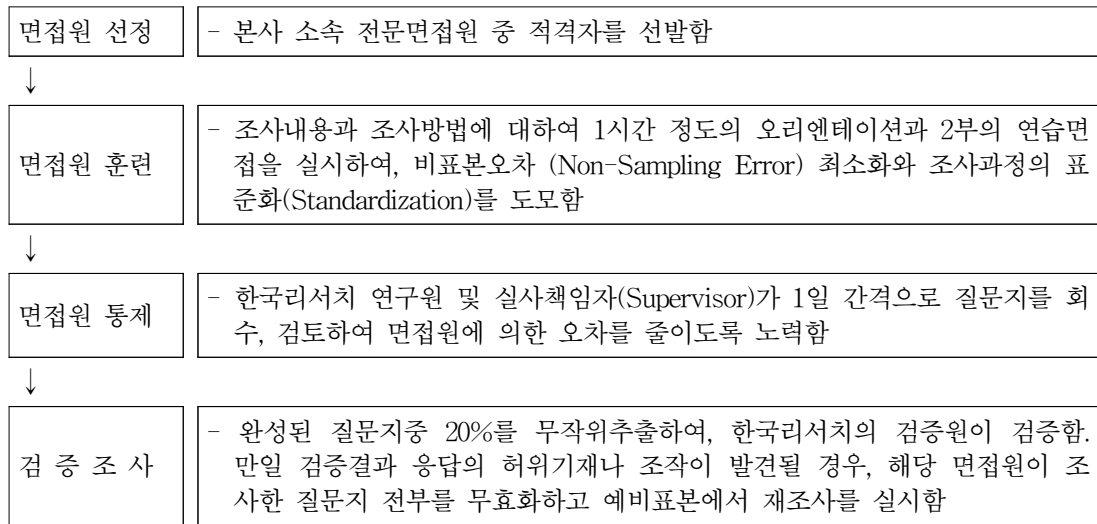 면접원 선정
- 본사 소속 전문면접원 중 적격자를 선발함
↓
면접원 훈련
- 조사내용과 조사방법에 대하여 1시간 정도의 오리엔테이션과 2부의 연습면
접을 실시하여, 비표본오차 (Non-Sampling Error) 최소화와 조사과정의 표
준화(Standardization)를 도모함
↓
면접원 통제
- 한국리서치 연구원 및 실사책임자(Supervisor)가 1일 간격으로 질문지를 회
수, 검토하여 면접원에 의한 오차를 줄이도록 노력함
↓
검 증 조 사
- 완성된 질문지중 20%를 무작위추출하여, 한국리서치의 검증원이 검증함.
만일 검증결과 응답의 허위기재나 조작이 발견될 경우, 해당 면접원이 조
사한 질문지 전부를 무효화하고 예비표본에서 재조사를 실시함